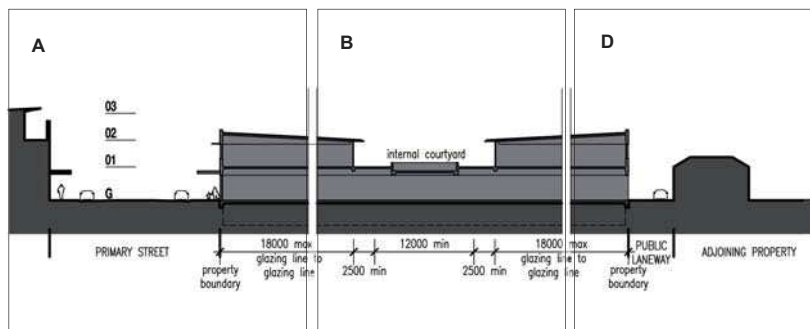 A
B
D
03
02
01
G
internal courtyard
PRIMARY STREET
18000 max
glazing line to
glazing line
property
boundary
2500 min
12000 min
2500 min
18000 max
glazing line to
glazing line
property
boundary
PUBLIC
LANEWAY
ADJOINING PROPERTY